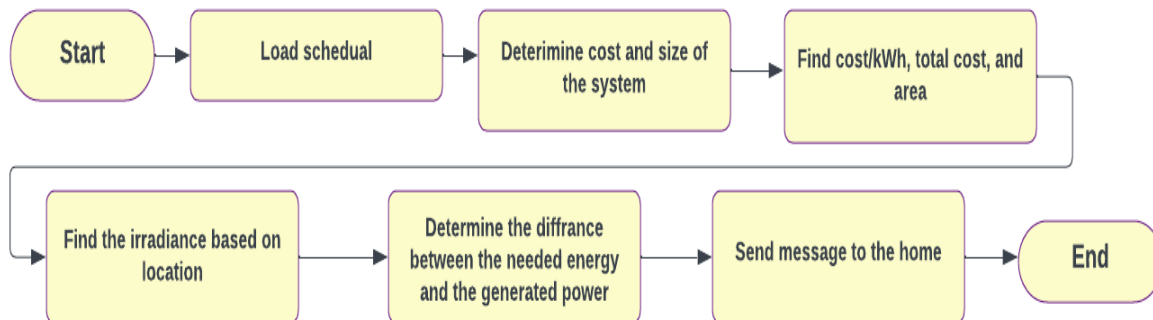 Start
Load schedual
Deterimine cost and size of
the system
Find cost/kWh, total cost, and
area
Find the irradiance based on
location
Determine the diffrance
between the needed energy
and the generated power
Send message to the home
End